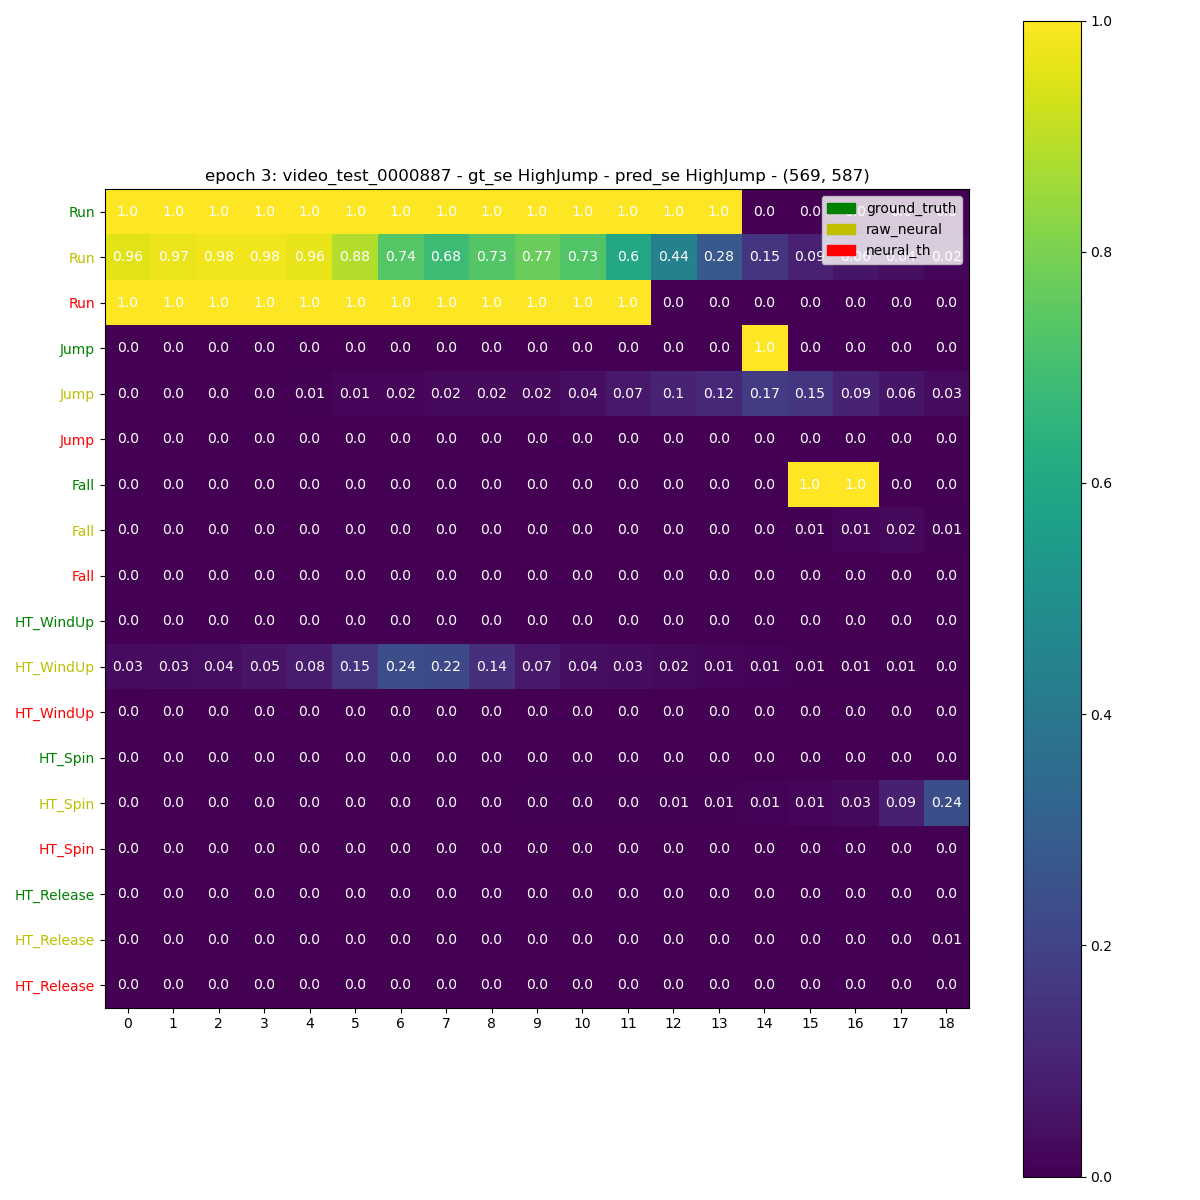 epoch 3: video_test_0000887 - gt_se HighJump - pred_se HighJump - (569, 587)
Run 1.0 1.0 1.0 1.0 1.0 1.0 1.0 1.0 1.0 1.0 1.0 1.0 1.0 1.0 0.0 0.0
ground_truth
Run 0.96 0.97 0.98 0.98 0.96 0.88 0.74 0.68 0.73 0.77 0.73 0.6 0.44 0.28 0.15 0.09 0.02
raw_neural
neural_th
Run 1.0 1.0 1.0 1.0 1.0 1.0 1.0 1.0 1.0 1.0 1.0 1.0 0.0 0.0 0.0 0.0 0.0 0.0 0.0
Jump 0.0 0.0 0.0 0.0 0.0 0.0 0.0 0.0 0.0 0.0 0.0 0.0 0.0 0.0 1.0 0.0 0.0 0.0 0.0
Jump 0.0 0.0 0.0 0.0 0.01 0.01 0.02 0.02 0.02 0.02 0.04 0.07 0.1 0.12 0.17 0.15 0.09 0.06 0.03
Jump 0.0 0.0 0.0 0.0 0.0 0.0 0.0 0.0 0.0 0.0 0.0 0.0 0.0 0.0 0.0 0.0 0.0 0.0 0.0
Fall 0.0 0.0 0.0 0.0 0.0 0.0 0.0 0.0 0.0 0.0 0.0 0.0 0.0 0.0 0.0 1.0 1.0 0.0 0.0
Fall 0.0 0.0 0.0 0.0 0.0 0.0 0.0 0.0 0.0 0.0 0.0 0.0 0.0 0.0 0.0 0.01 0.01 0.02 0.01
Fall 0.0 0.0 0.0 0.0 0.0 0.0 0.0 0.0 0.0 0.0 0.0 0.0 0.0 0.0 0.0 0.0 0.0 0.0 0.0
HT_WindUp 0.0 0.0 0.0 0.0 0.0 0.0 0.0 0.0 0.0 0.0 0.0 0.0 0.0 0.0 0.0 0.0 0.0 0.0 0.0
HT_WindUp 0.03 0.03 0.04 0.05 0.08 0.15 0.24 0.22 0.14 0.07 0.04 0.03 0.02 0.01 0.01 0.01 0.01 0.01 0.0
HT_WindUp 0.0 0.0 0.0 0.0 0.0 0.0 0.0 0.0 0.0 0.0 0.0 0.0 0.0 0.0 0.0 0.0 0.0 0.0 0.0
HT_Spin 0.0 0.0 0.0 0.0 0.0 0.0 0.0 0.0 0.0 0.0 0.0 0.0 0.0 0.0 0.0 0.0 0.0 0.0 0.0
HT_Spin 0.0 0.0 0.0 0.0 0.0 0.0 0.0 0.0 0.0 0.0 0.0 0.0 0.01 0.01 0.01 0.01 0.03 0.09 0.24
HT_Spin 0.0 0.0 0.0 0.0 0.0 0.0 0.0 0.0 0.0 0.0 0.0 0.0 0.0 0.0 0.0 0.0 0.0 0.0 0.0
HT_Release 0.0 0.0 0.0 0.0 0.0 0.0 0.0 0.0 0.0 0.0 0.0 0.0 0.0 0.0 0.0 0.0 0.0 0.0 0.0
HT_Release 0.0 0.0 0.0 0.0 0.0 0.0 0.0 0.0 0.0 0.0 0.0 0.0 0.0 0.0 0.0 0.0 0.0 0.0 0.01
HT_Release 0.0 0.0 0.0 0.0 0.0 0.0 0.0 0.0 0.0 0.0 0.0 0.0 0.0 0.0 0.0 0.0 0.0 0.0 0.0
0 1 2 3 4 5 6 7 8 9 10 11 12 13 14 15 16 17 18
1.0
0.8
0.6
0.4
0.2
0.0